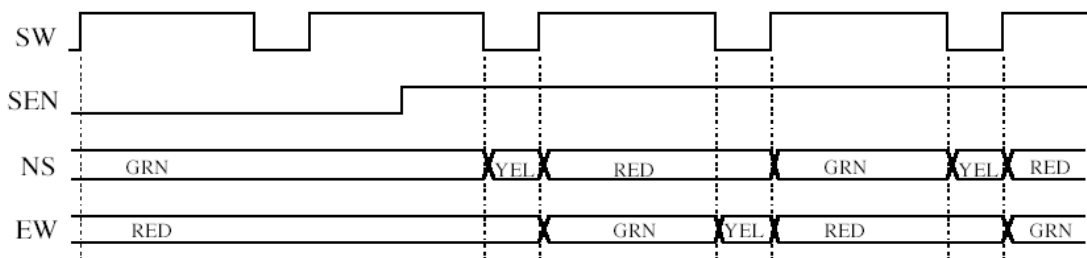 SW
SEN
NS GRN YEL RED GRN YEL RED
EW RED GRN YEL RED GRN